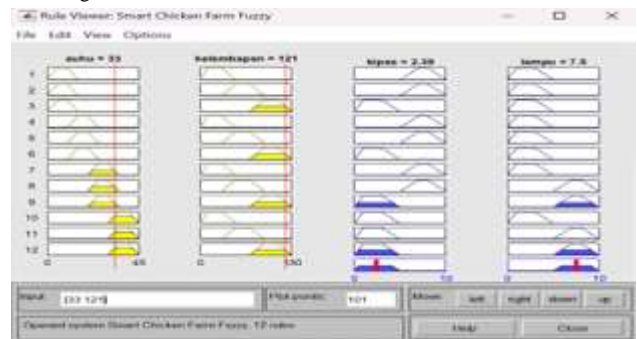 Rule Viewer: Smart Chicken Farm Fuzzy
File Edit View Options
suhu = 33 kelembapan = 121 kipas = 2.39 lampu = 7.5
1
2
3
4
5
6
7
8
9
10
11
12
0 45 0 130
0 10 0 10
Input: [33 121] Plot points: 101 Move: left right down up
Opened system Smart Chicken Farm Fuzzy, 12 rules Help Close